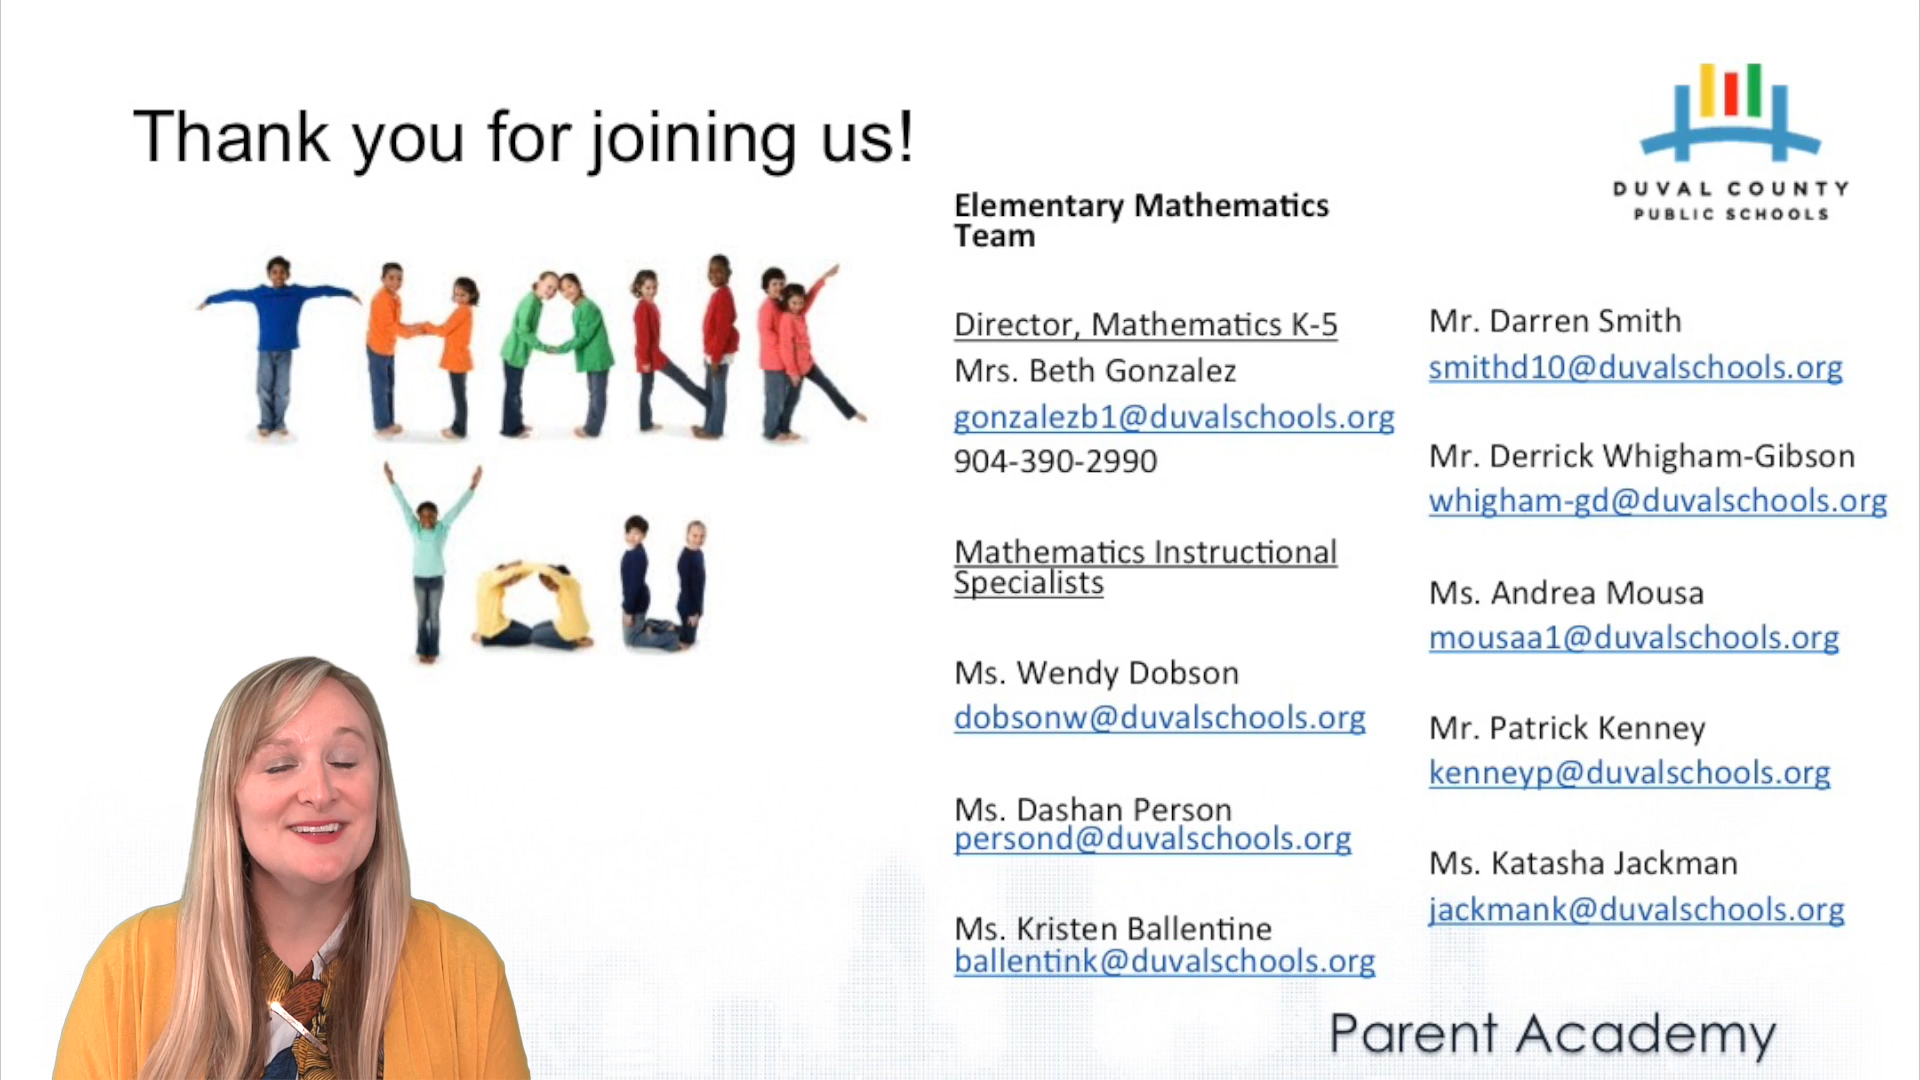 Thank you for joining us!
THANK
YOU
DUVAL COUNTY
PUBLIC SCHOOLS
Elementary Mathematics
Team
Director, Mathematics K-5
Mrs. Beth Gonzalez
gonzalezb1@duvalschools.org
904-390-2990
Mathematics Instructional
Specialists
Ms. Wendy Dobson
dobsonw@duvalschools.org
Ms. Dashan Person
persond@duvalschools.org
Ms. Kristen Ballentine
ballentink@duvalschools.org
Mr. Darren Smith
smithd10@duvalschools.org
Mr. Derrick Whigham-Gibson
whigham-gd@duvalschools.org
Ms. Andrea Mousa
mousaa1@duvalschools.org
Mr. Patrick Kenney
kenneyp@duvalschools.org
Ms. Katasha Jackman
jackmank@duvalschools.org
Parent Academy